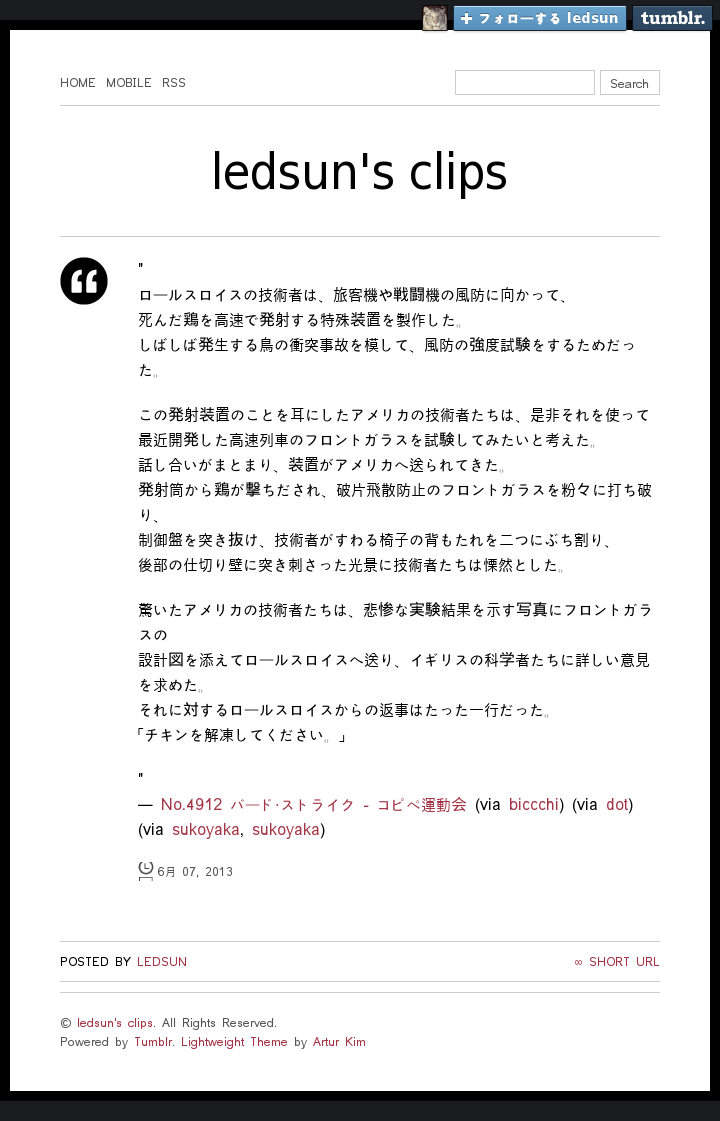 フォローする ledsun
tumblr.
HOME MOBILE RSS
Search
ledsun's clips
"
ロールスロイスの技術者は、旅客機や戦闘機の風防に向かって、
死んだ鶏を高速で発射する特殊装置を製作した。
しばしば発生する鳥の衝突事故を模して、風防の強度試験をするためだっ
た。
この発射装置のことを耳にしたアメリカの技術者たちは、是非それを使って
最近開発した高速列車のフロントガラスを試験してみたいと考えた。
話し合いがまとまり、装置がアメリカへ送られてきた。
発射筒から鶏が撃ちだされ、破片飛散防止のフロントガラスを粉々に打ち破
り、
制御盤を突き抜け、技術者がすわる椅子の背もたれを二つにぶち割り、
後部の仕切り壁に突き刺さった光景に技術者たちは慄然とした。
驚いたアメリカの技術者たちは、悲惨な実験結果を示す写真にフロントガラ
スの
設計図を添えてロールスロイスへ送り、イギリスの科学者たちに詳しい意見
を求めた。
それに対するロールスロイスからの返事はたった一行だった。
「チキンを解凍してください。」
"
— No.4912 バード・ストライク - コピペ運動会 (via biccchi) (via dot)
(via sukoyaka, sukoyaka)
6月 07, 2013
POSTED BY LEDSUN
∞ SHORT URL
© ledsun's clips. All Rights Reserved.
Powered by Tumblr. Lightweight Theme by Artur Kim